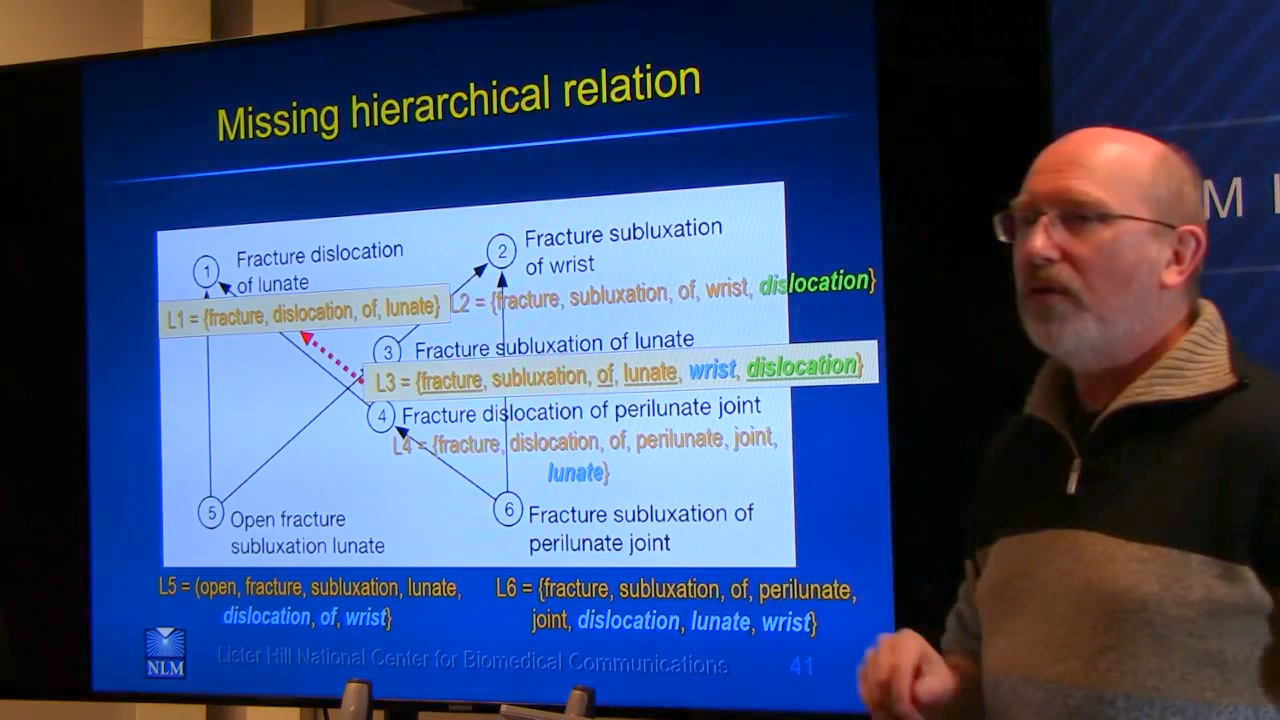 Missing hierarchical relation
1
Fracture dislocation
of lunate
2
Fracture subluxation
of wrist
L1 = {fracture, dislocation, of, lunate}
L2 = {fracture, subluxation, of, wrist, dislocation}
3
Fracture subluxation of lunate
L3 = {fracture, subluxation, of, lunate, wrist, dislocation}
4
Fracture dislocation of perilunate joint
L4 = {fracture, dislocation, of, perilunate, joint,
lunate}
5
Open fracture
subluxation lunate
6
Fracture subluxation of
perilunate joint
L5 = (open, fracture, subluxation, lunate,
dislocation, of, wrist}
L6 = {fracture, subluxation, of, perilunate,
joint, dislocation, lunate, wrist}
NLM
Lister Hill National Center for Biomedical Communications
41
M